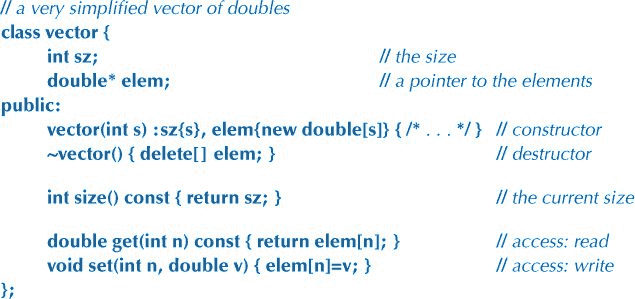 // a very simplified vector of doubles
class vector {
int sz; // the size
double* elem; // a pointer to the elements
public:
vector(int s) :sz{s}, elem{new double[s]} { /* . . . */ } // constructor
~vector() { delete[ ] elem; } // destructor
int size() const { return sz; } // the current size
double get(int n) const { return elem[n]; } // access: read
void set(int n, double v) { elem[n]=v; } // access: write
};